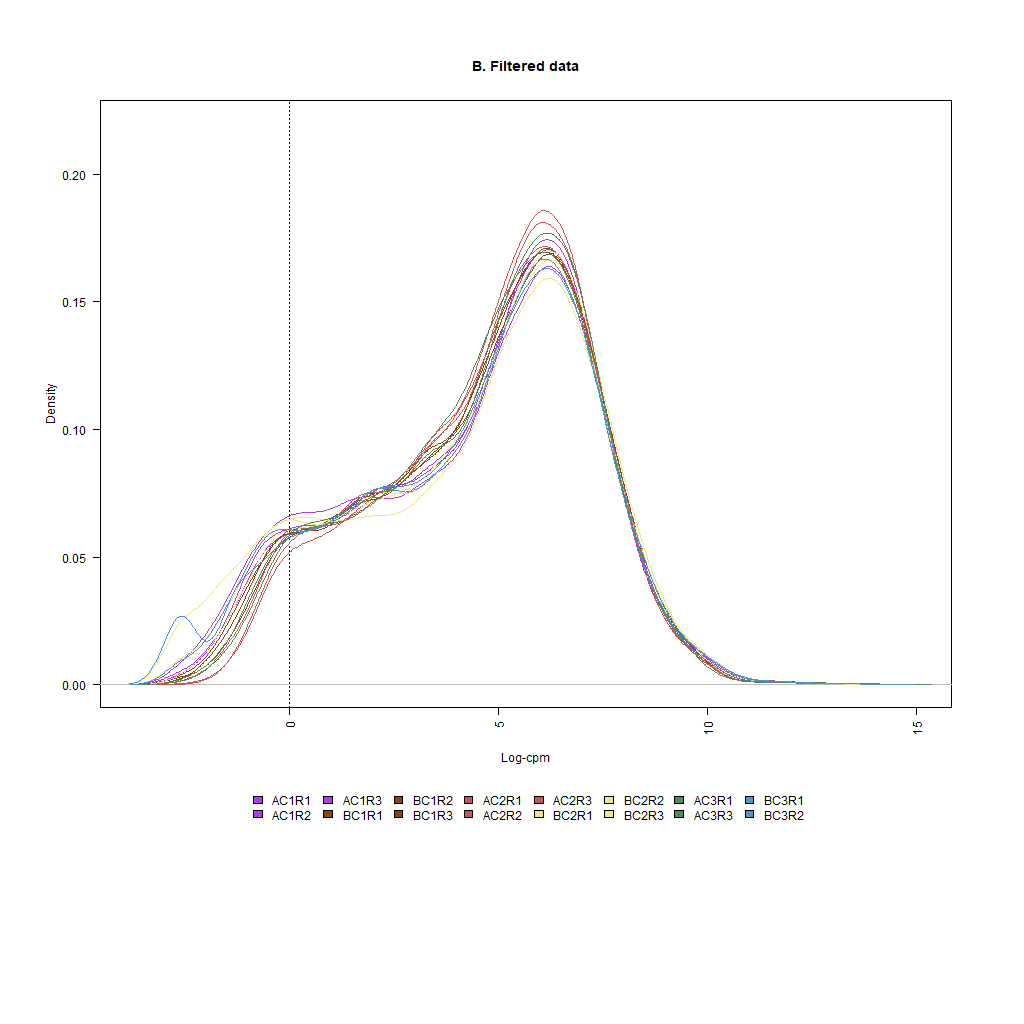 B. Filtered data
0.20
0.15
0.10
0.05
0.00
Density
0 5 10 15
Log-cpm
AC1R1 AC1R3 BC1R2 AC2R1 AC2R3 BC2R2 AC3R1 BC3R1
AC1R2 BC1R1 BC1R3 AC2R2 BC2R1 BC2R3 AC3R3 BC3R2